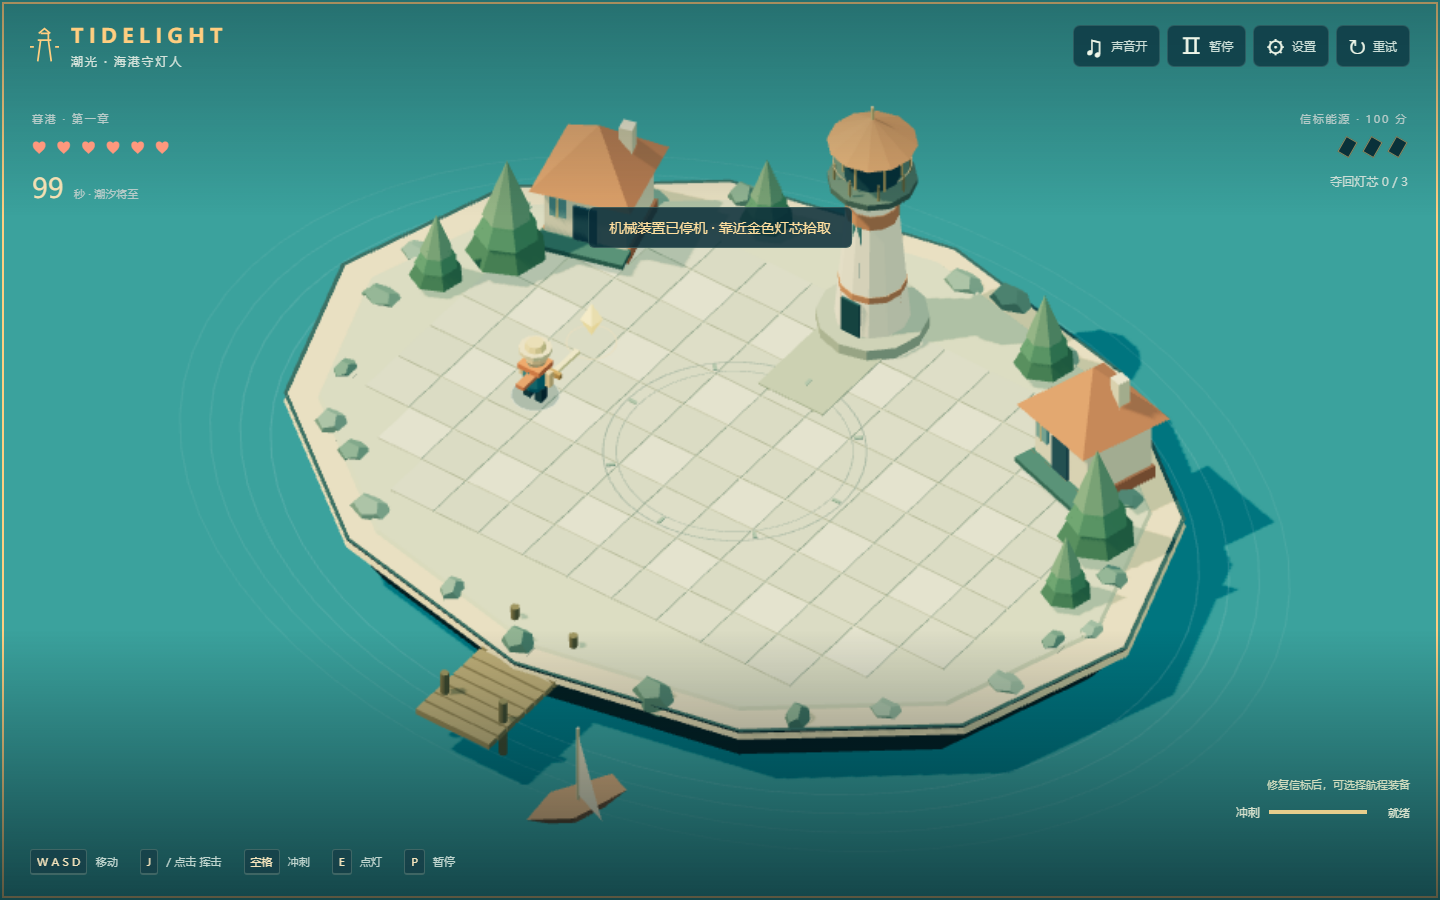 TIDELIGHT
潮光 · 海港守灯人
声音开
暂停
设置
重试
容港 · 第一章
信标能源 · 100 分
99 秒 · 潮汐将至
夺回灯芯 0 / 3
机械装置已停机 · 靠近金色灯芯拾取
修复信标后，可选择航程装备
冲刺 就绪
WASD 移动 J / 点击 挥击 空格 冲刺 E 点灯 P 暂停